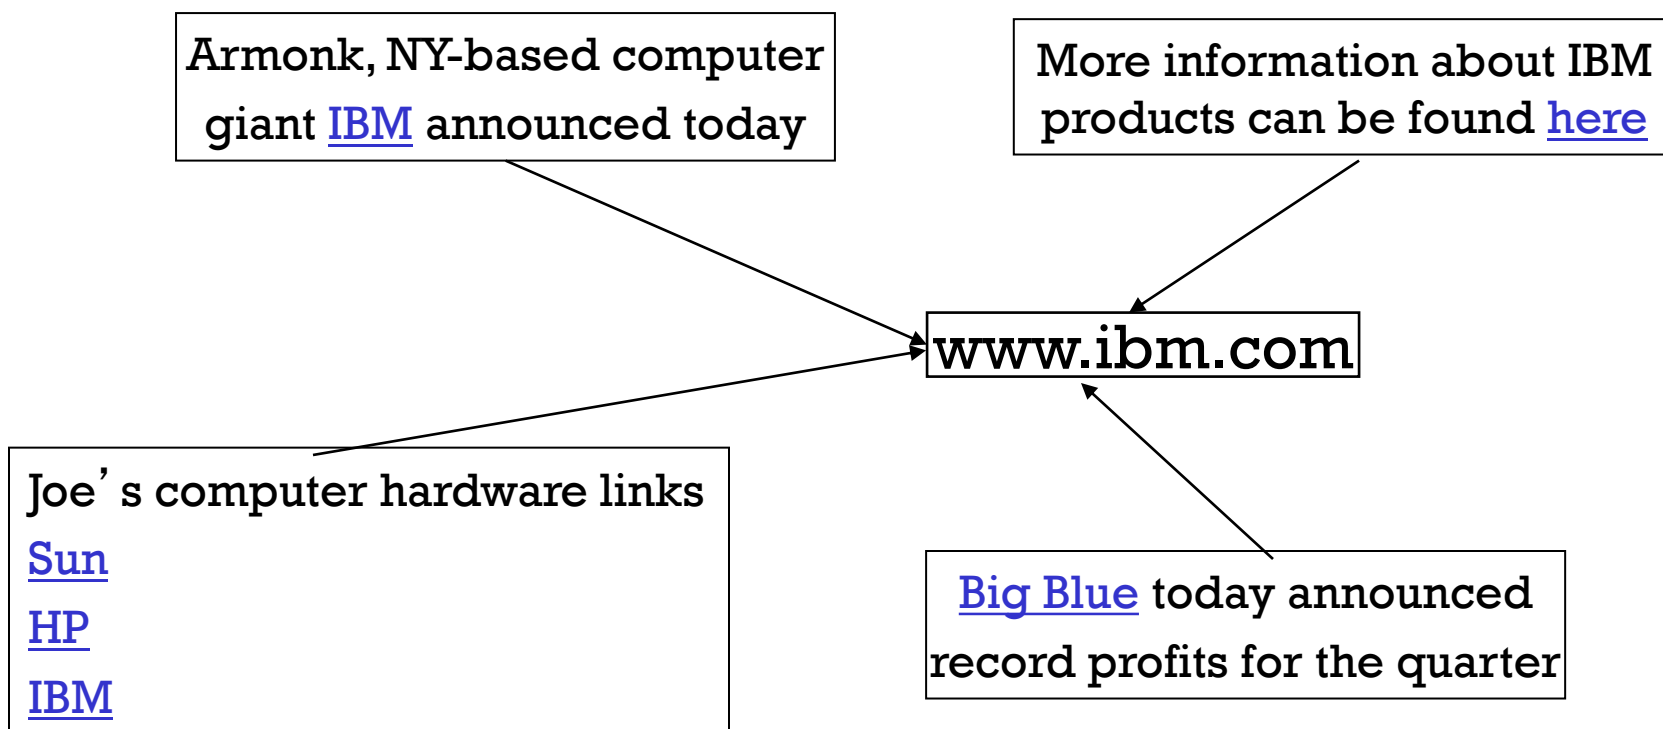 Armonk, NY-based computer
giant IBM announced today
More information about IBM
products can be found here
www.ibm.com
Joe’s computer hardware links
Sun
HP
IBM
Big Blue today announced
record profits for the quarter